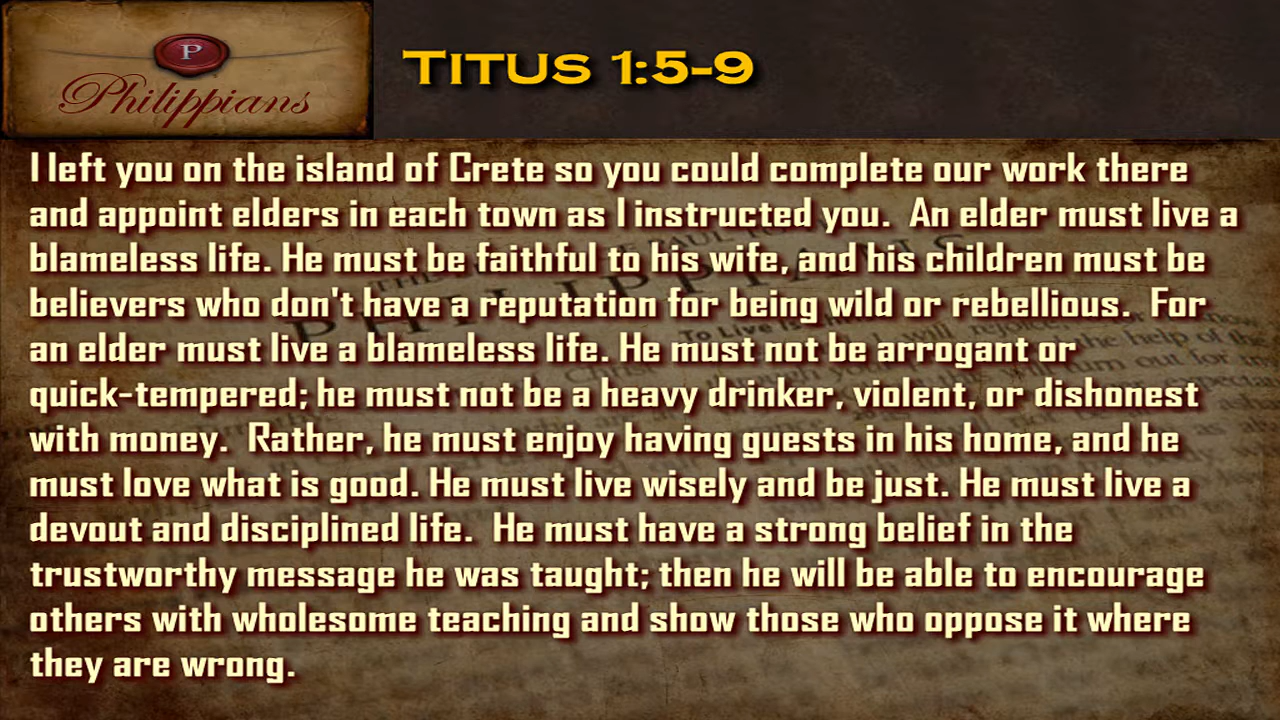 P
Philippians
Titus 1:5-9
I left you on the island of Crete so you could complete our work there
and appoint elders in each town as I instructed you.  An elder must live a
blameless life. He must be faithful to his wife, and his children must be
believers who don't have a reputation for being wild or rebellious.  For
an elder must live a blameless life. He must not be arrogant or
quick-tempered; he must not be a heavy drinker, violent, or dishonest
with money.  Rather, he must enjoy having guests in his home, and he
must love what is good. He must live wisely and be just. He must live a
devout and disciplined life.  He must have a strong belief in the
trustworthy message he was taught; then he will be able to encourage
others with wholesome teaching and show those who oppose it where
they are wrong.